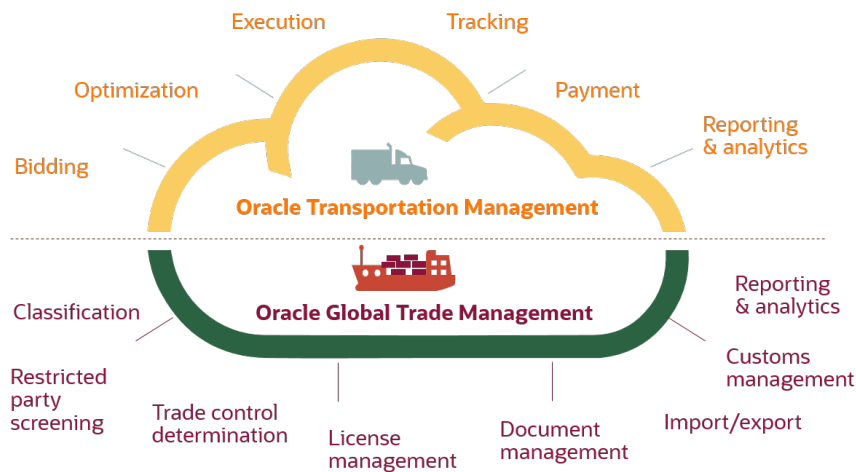 Execution
Tracking
Optimization
Payment
Bidding
Reporting
& analytics
Oracle Transportation Management
Oracle Global Trade Management
Classification
Reporting
& analytics
Restricted
party
screening
Trade control
determination
License
management
Document
management
Import/export
Customs
management